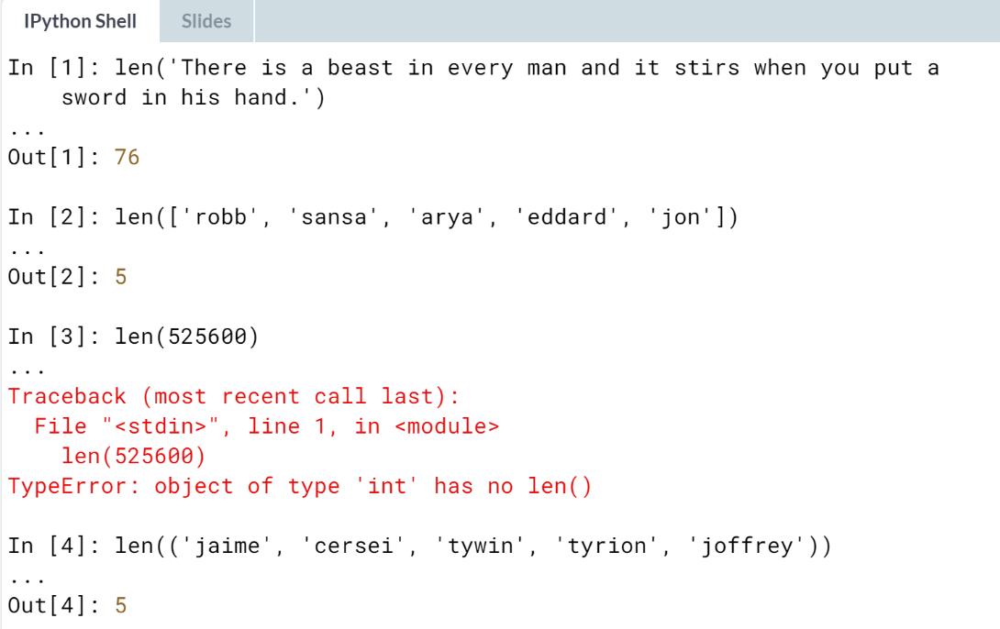 IPython Shell Slides
In [1]: len('There is a beast in every man and it stirs when you put a
    sword in his hand.')
...
Out[1]: 76
In [2]: len(['robb', 'sansa', 'arya', 'eddard', 'jon'])
...
Out[2]: 5
In [3]: len(525600)
...
Traceback (most recent call last):
  File "<stdin>", line 1, in <module>
    len(525600)
TypeError: object of type 'int' has no len()
In [4]: len(('jaime', 'cersei', 'tywin', 'tyrion', 'joffrey'))
...
Out[4]: 5